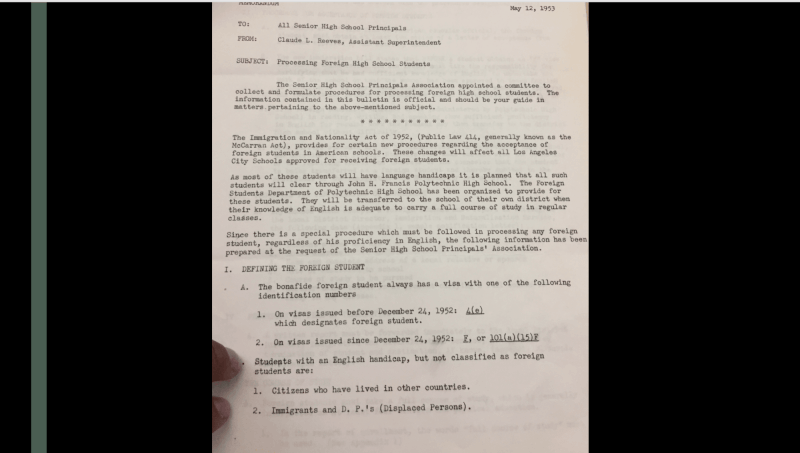 MEMORANDUM
May 12, 1953
TO: All Senior High School Principals
FROM: Claude L. Reeves, Assistant Superintendent
SUBJECT: Processing Foreign High School Students
The Senior High School Principals Association appointed a committee to
collect and formulate procedures for processing foreign high school students. The
information contained in this bulletin is official and should be your guide in
matters pertaining to the above-mentioned subject.
* * * * * * * * * * *
The Immigration and Nationality Act of 1952, (Public Law 414, generally known as the
McCarran Act), provides for certain new procedures regarding the acceptance of
foreign students in American schools. These changes will affect all Los Angeles
City Schools approved for receiving foreign students.
As most of these students will have language handicaps it is planned that all such
students will clear through John H. Francis Polytechnic High School. The Foreign
Students Department of Polytechnic High School has been organized to provide for
these students. They will be transferred to the school of their own district when
their knowledge of English is adequate to carry a full course of study in regular
classes.
Since there is a special procedure which must be followed in processing any foreign
student, regardless of his proficiency in English, the following information has been
prepared at the request of the Senior High School Principals' Association.
I. DEFINING THE FOREIGN STUDENT
A. The bonafide foreign student always has a visa with one of the following
identification numbers
1. On visas issued before December 24, 1952: 4(e)
which designates foreign student.
2. On visas issued since December 24, 1952: F, or 101(a)(15)F
Students with an English handicap, but not classified as foreign
students are:
1. Citizens who have lived in other countries.
2. Immigrants and D. P.'s (Displaced Persons).